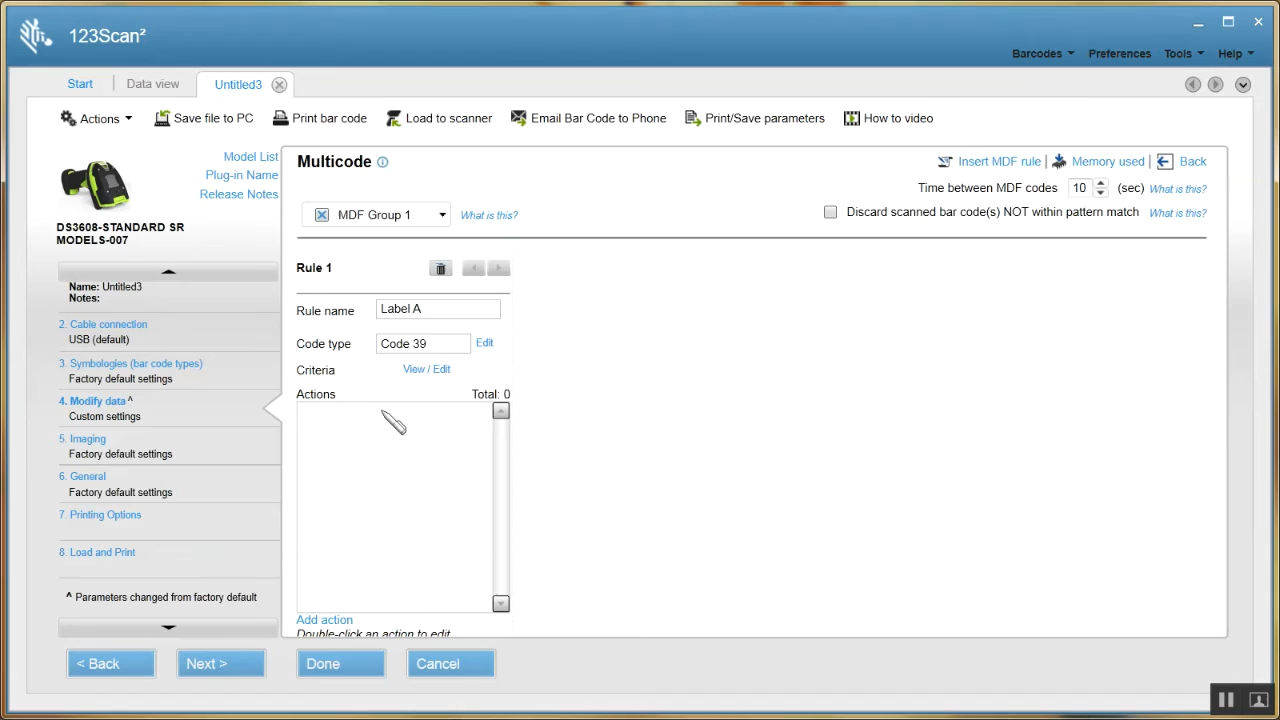 123Scan²
Barcodes Preferences Tools Help
Start Data view Untitled3
Actions Save file to PC Print bar code Load to scanner Email Bar Code to Phone Print/Save parameters How to video
Model List
Plug-in Name
Release Notes
DS3608-STANDARD SR
MODELS-007
Name: Untitled3
Notes:
2. Cable connection
USB (default)
3. Symbologies (bar code types)
Factory default settings
4. Modify data ^
Custom settings
5. Imaging
Factory default settings
6. General
Factory default settings
7. Printing Options
8. Load and Print
^ Parameters changed from factory default
Multicode
Insert MDF rule | Memory used | Back
Time between MDF codes 10 (sec) What is this?
MDF Group 1 What is this?
Discard scanned bar code(s) NOT within pattern match What is this?
Rule 1
Rule name Label A
Code type Code 39 Edit
Criteria View / Edit
Actions Total: 0
Add action
Double-click an action to edit
< Back Next > Done Cancel